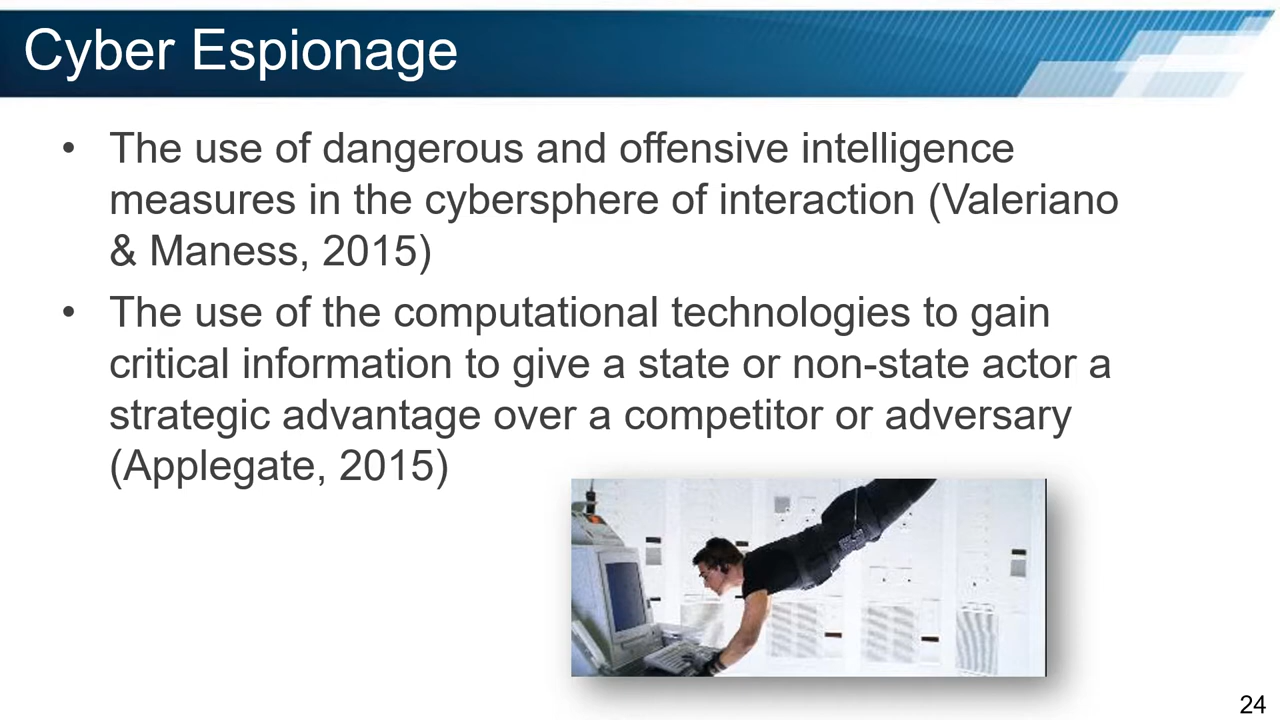 Cyber Espionage
• The use of dangerous and offensive intelligence
measures in the cybersphere of interaction (Valeriano
& Maness, 2015)
• The use of the computational technologies to gain
critical information to give a state or non-state actor a
strategic advantage over a competitor or adversary
(Applegate, 2015)
24